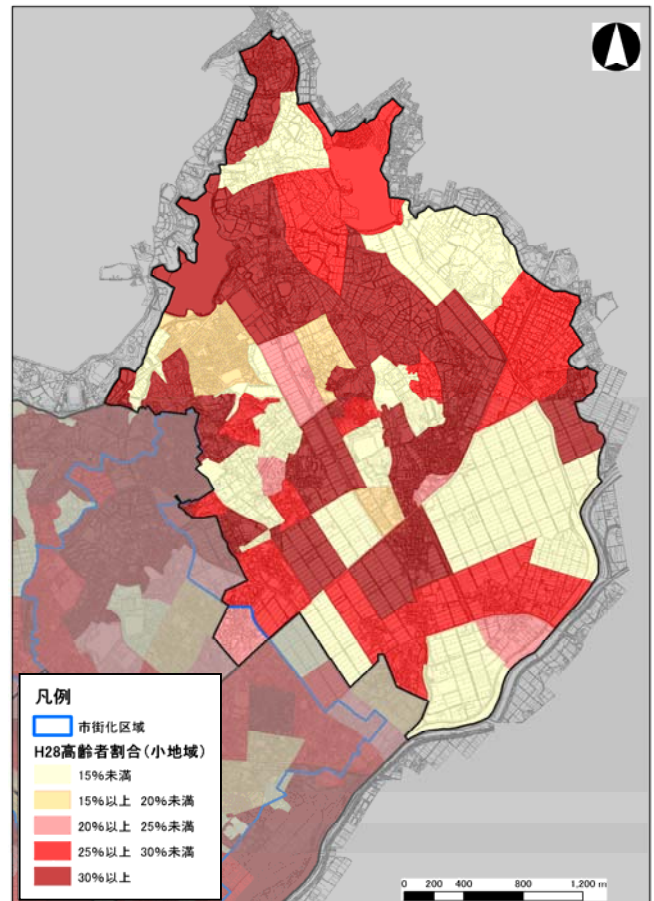 凡例
市街化区域
H28高齢者割合(小地域)
15%未満
15%以上 20%未満
20%以上 25%未満
25%以上 30%未満
30%以上
0 200 400 800 1,200 m